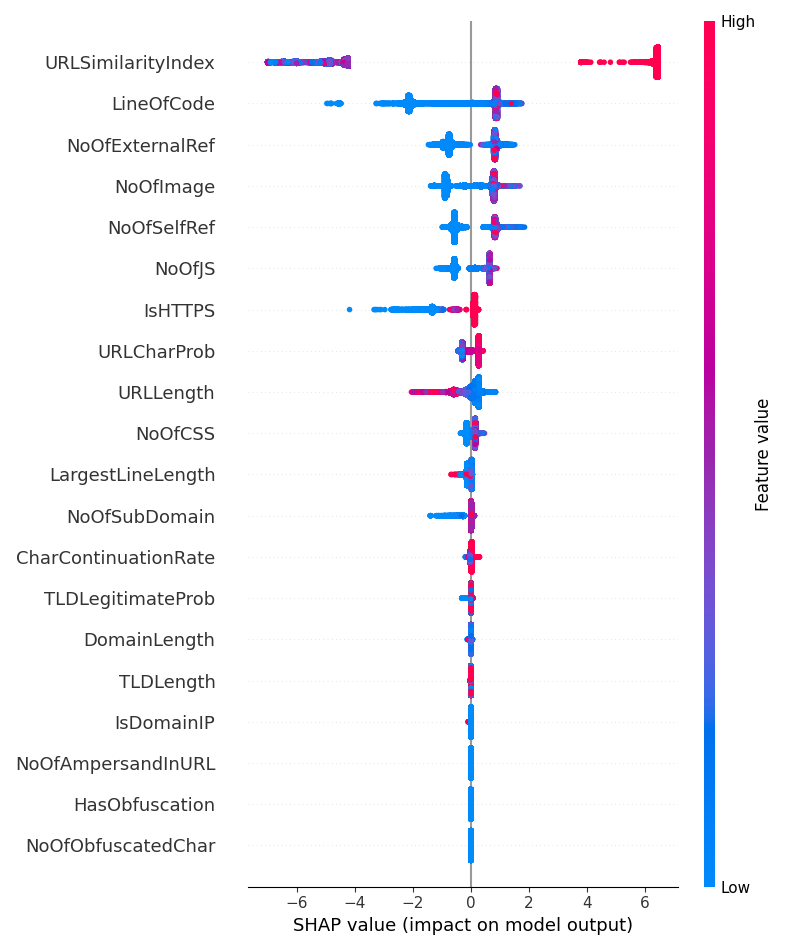 High
URLSimilarityIndex
LineOfCode
NoOfExternalRef
NoOfImage
NoOfSelfRef
NoOfJS
IsHTTPS
URLCharProb
URLLength
NoOfCSS
LargestLineLength
NoOfSubDomain
CharContinuationRate
TLDLegitimateProb
DomainLength
TLDLength
IsDomainIP
NoOfAmpersandInURL
HasObfuscation
NoOfObfuscatedChar
Feature value
Low
−6 −4 −2 0 2 4 6
SHAP value (impact on model output)